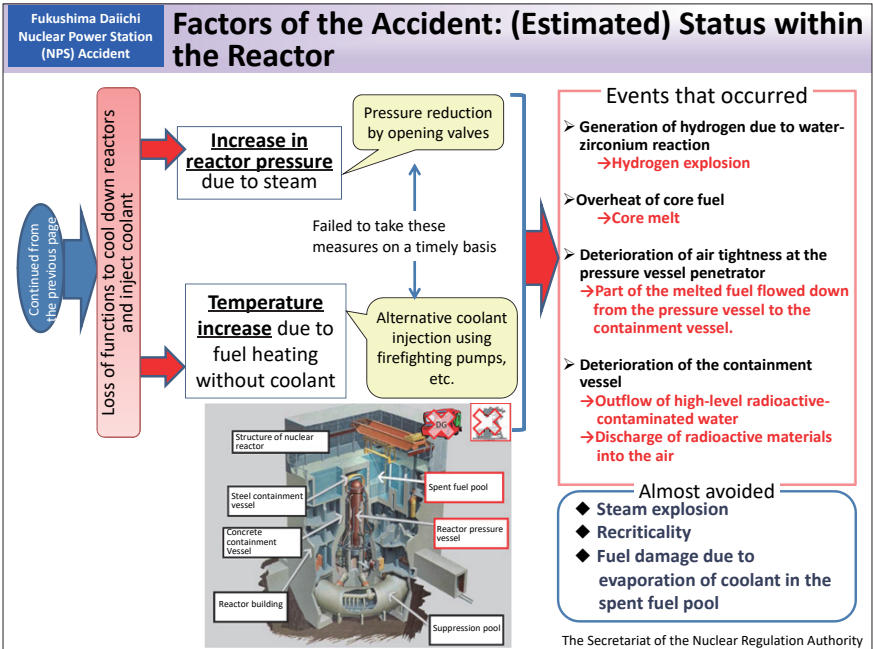 Fukushima Daiichi
Nuclear Power Station
(NPS) Accident
Factors of the Accident: (Estimated) Status within
the Reactor
Continued from
the previous page
Loss of functions to cool down reactors
and inject coolant
Increase in
reactor pressure
due to steam
Pressure reduction
by opening valves
Failed to take these
measures on a timely basis
Temperature
increase due to
fuel heating
without coolant
Alternative coolant
injection using
firefighting pumps,
etc.
DG
Structure of nuclear
reactor
Steel containment
vessel
Concrete
containment
Vessel
Reactor building
Spent fuel pool
Reactor pressure
vessel
Suppression pool
Events that occurred
➢ Generation of hydrogen due to water-
zirconium reaction
→Hydrogen explosion
➢Overheat of core fuel
→Core melt
➢ Deterioration of air tightness at the
pressure vessel penetrator
→Part of the melted fuel flowed down
from the pressure vessel to the
containment vessel.
➢ Deterioration of the containment
vessel
→Outflow of high-level radioactive-
contaminated water
→Discharge of radioactive materials
into the air
Almost avoided
◆ Steam explosion
◆ Recriticality
◆ Fuel damage due to
evaporation of coolant in the
spent fuel pool
The Secretariat of the Nuclear Regulation Authority